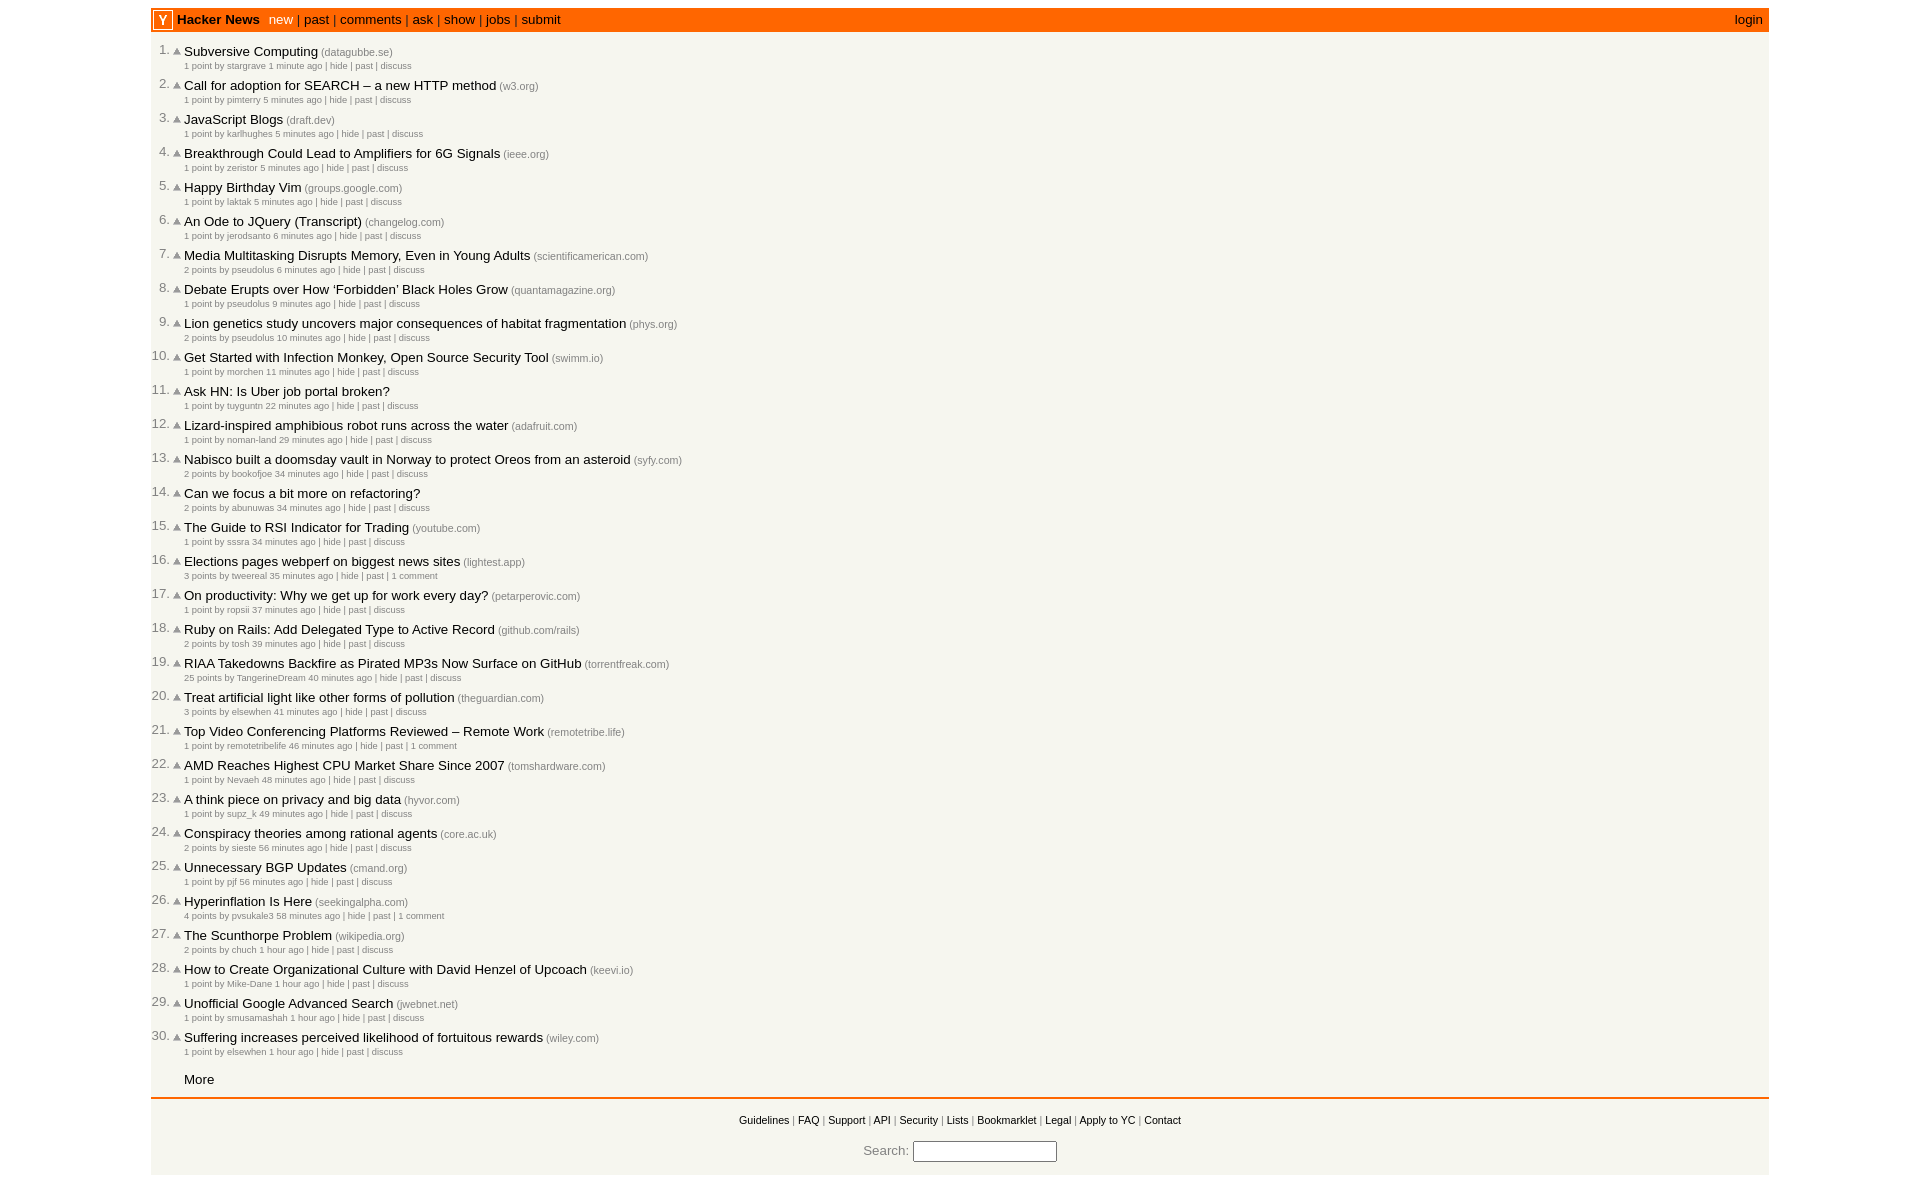 Y Hacker News new | past | comments | ask | show | jobs | submit login
1. Subversive Computing (datagubbe.se)
1 point by stargrave 1 minute ago | hide | past | discuss
2. Call for adoption for SEARCH – a new HTTP method (w3.org)
1 point by pimterry 5 minutes ago | hide | past | discuss
3. JavaScript Blogs (draft.dev)
1 point by karlhughes 5 minutes ago | hide | past | discuss
4. Breakthrough Could Lead to Amplifiers for 6G Signals (ieee.org)
1 point by zeristor 5 minutes ago | hide | past | discuss
5. Happy Birthday Vim (groups.google.com)
1 point by laktak 5 minutes ago | hide | past | discuss
6. An Ode to JQuery (Transcript) (changelog.com)
1 point by jerodsanto 6 minutes ago | hide | past | discuss
7. Media Multitasking Disrupts Memory, Even in Young Adults (scientificamerican.com)
2 points by pseudolus 6 minutes ago | hide | past | discuss
8. Debate Erupts over How ‘Forbidden’ Black Holes Grow (quantamagazine.org)
1 point by pseudolus 9 minutes ago | hide | past | discuss
9. Lion genetics study uncovers major consequences of habitat fragmentation (phys.org)
2 points by pseudolus 10 minutes ago | hide | past | discuss
10. Get Started with Infection Monkey, Open Source Security Tool (swimm.io)
1 point by morchen 11 minutes ago | hide | past | discuss
11. Ask HN: Is Uber job portal broken?
1 point by tuyguntn 22 minutes ago | hide | past | discuss
12. Lizard-inspired amphibious robot runs across the water (adafruit.com)
1 point by noman-land 29 minutes ago | hide | past | discuss
13. Nabisco built a doomsday vault in Norway to protect Oreos from an asteroid (syfy.com)
2 points by bookofjoe 34 minutes ago | hide | past | discuss
14. Can we focus a bit more on refactoring?
2 points by abunuwas 34 minutes ago | hide | past | discuss
15. The Guide to RSI Indicator for Trading (youtube.com)
1 point by sssra 34 minutes ago | hide | past | discuss
16. Elections pages webperf on biggest news sites (lightest.app)
3 points by tweereal 35 minutes ago | hide | past | 1 comment
17. On productivity: Why we get up for work every day? (petarperovic.com)
1 point by ropsii 37 minutes ago | hide | past | discuss
18. Ruby on Rails: Add Delegated Type to Active Record (github.com/rails)
2 points by tosh 39 minutes ago | hide | past | discuss
19. RIAA Takedowns Backfire as Pirated MP3s Now Surface on GitHub (torrentfreak.com)
25 points by TangerineDream 40 minutes ago | hide | past | discuss
20. Treat artificial light like other forms of pollution (theguardian.com)
3 points by elsewhen 41 minutes ago | hide | past | discuss
21. Top Video Conferencing Platforms Reviewed – Remote Work (remotetribe.life)
1 point by remotetribelife 46 minutes ago | hide | past | 1 comment
22. AMD Reaches Highest CPU Market Share Since 2007 (tomshardware.com)
1 point by Nevaeh 48 minutes ago | hide | past | discuss
23. A think piece on privacy and big data (hyvor.com)
1 point by supz_k 49 minutes ago | hide | past | discuss
24. Conspiracy theories among rational agents (core.ac.uk)
2 points by sieste 56 minutes ago | hide | past | discuss
25. Unnecessary BGP Updates (cmand.org)
1 point by pjf 56 minutes ago | hide | past | discuss
26. Hyperinflation Is Here (seekingalpha.com)
4 points by pvsukale3 58 minutes ago | hide | past | 1 comment
27. The Scunthorpe Problem (wikipedia.org)
2 points by chuch 1 hour ago | hide | past | discuss
28. How to Create Organizational Culture with David Henzel of Upcoach (keevi.io)
1 point by Mike-Dane 1 hour ago | hide | past | discuss
29. Unofficial Google Advanced Search (jwebnet.net)
1 point by smusamashah 1 hour ago | hide | past | discuss
30. Suffering increases perceived likelihood of fortuitous rewards (wiley.com)
1 point by elsewhen 1 hour ago | hide | past | discuss
More
Guidelines | FAQ | Support | API | Security | Lists | Bookmarklet | Legal | Apply to YC | Contact
Search: